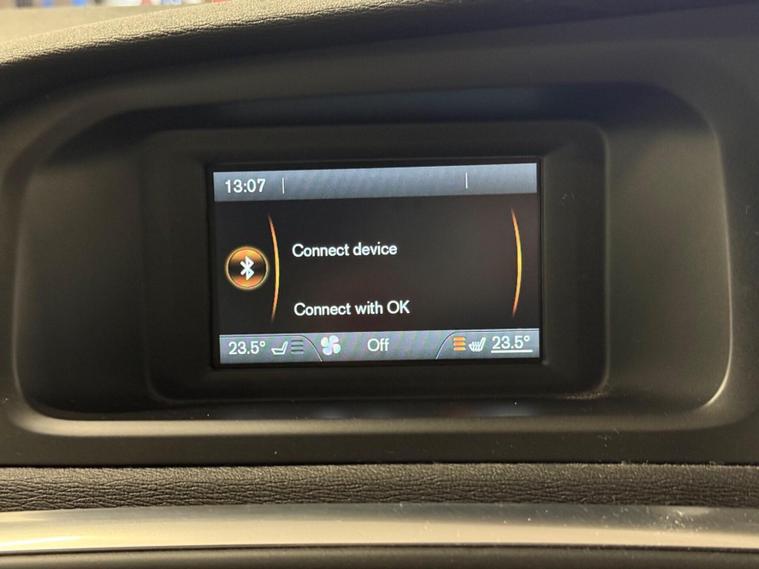 13:07
Connect device
Connect with OK
23.5° Off 23.5°